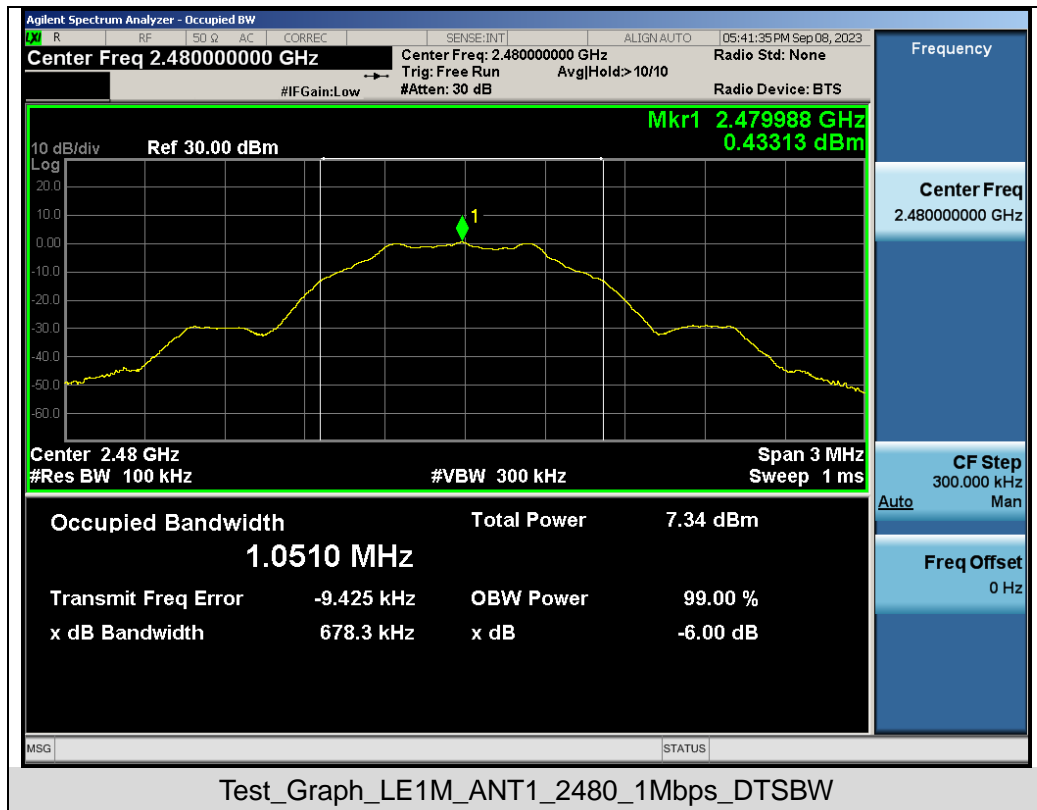 Agilent Spectrum Analyzer - Occupied BW
LXI R RF 50 Ω AC CORREC SENSE:INT ALIGN AUTO 05:41:35 PM Sep 08, 2023
Center Freq 2.480000000 GHz
Center Freq: 2.480000000 GHz
Radio Std: None
Trig: Free Run Avg|Hold:> 10/10
#IFGain:Low
#Atten: 30 dB
Radio Device: BTS
Mkr1 2.479988 GHz
0.43313 dBm
10 dB/div Ref 30.00 dBm
Log
20.0
10.0
1
0.00
-10.0
-20.0
-30.0
-40.0
-50.0
-60.0
Center 2.48 GHz Span 3 MHz
#Res BW 100 kHz #VBW 300 kHz Sweep 1 ms
Occupied Bandwidth Total Power 7.34 dBm
1.0510 MHz
Transmit Freq Error -9.425 kHz OBW Power 99.00 %
x dB Bandwidth 678.3 kHz x dB -6.00 dB
MSG STATUS
Frequency
Center Freq
2.480000000 GHz
CF Step
300.000 kHz
Auto Man
Freq Offset
0 Hz
Test_Graph_LE1M_ANT1_2480_1Mbps_DTSBW